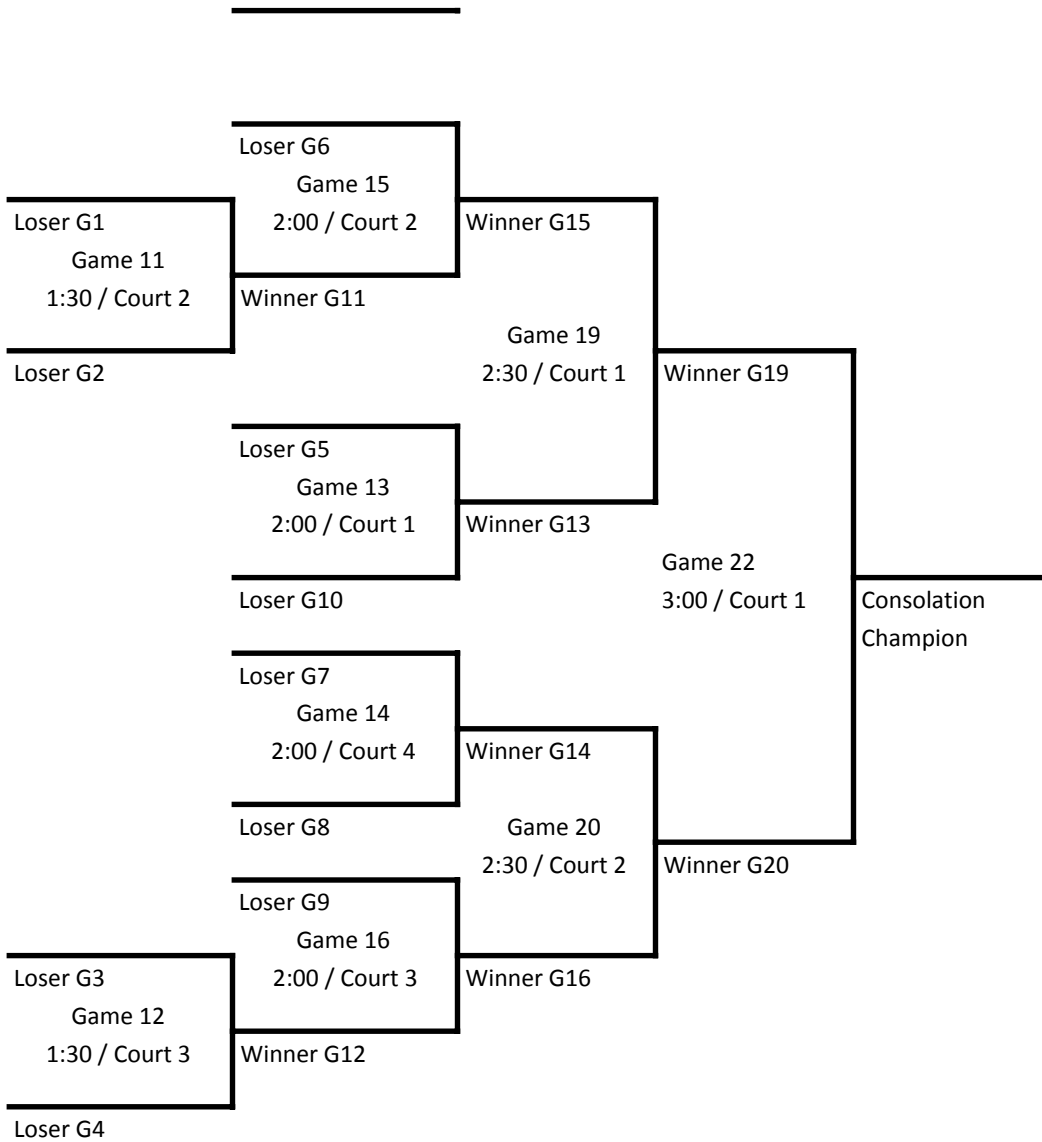 Loser G6
Game 15
2:00 / Court 2
Winner G15
Loser G1
Game 11
1:30 / Court 2
Winner G11
Loser G2
Game 19
2:30 / Court 1
Winner G19
Loser G5
Game 13
2:00 / Court 1
Winner G13
Loser G10
Game 22
3:00 / Court 1
Consolation
Champion
Loser G7
Game 14
2:00 / Court 4
Winner G14
Loser G8
Game 20
2:30 / Court 2
Winner G20
Loser G9
Game 16
2:00 / Court 3
Winner G16
Loser G3
Game 12
1:30 / Court 3
Winner G12
Loser G4